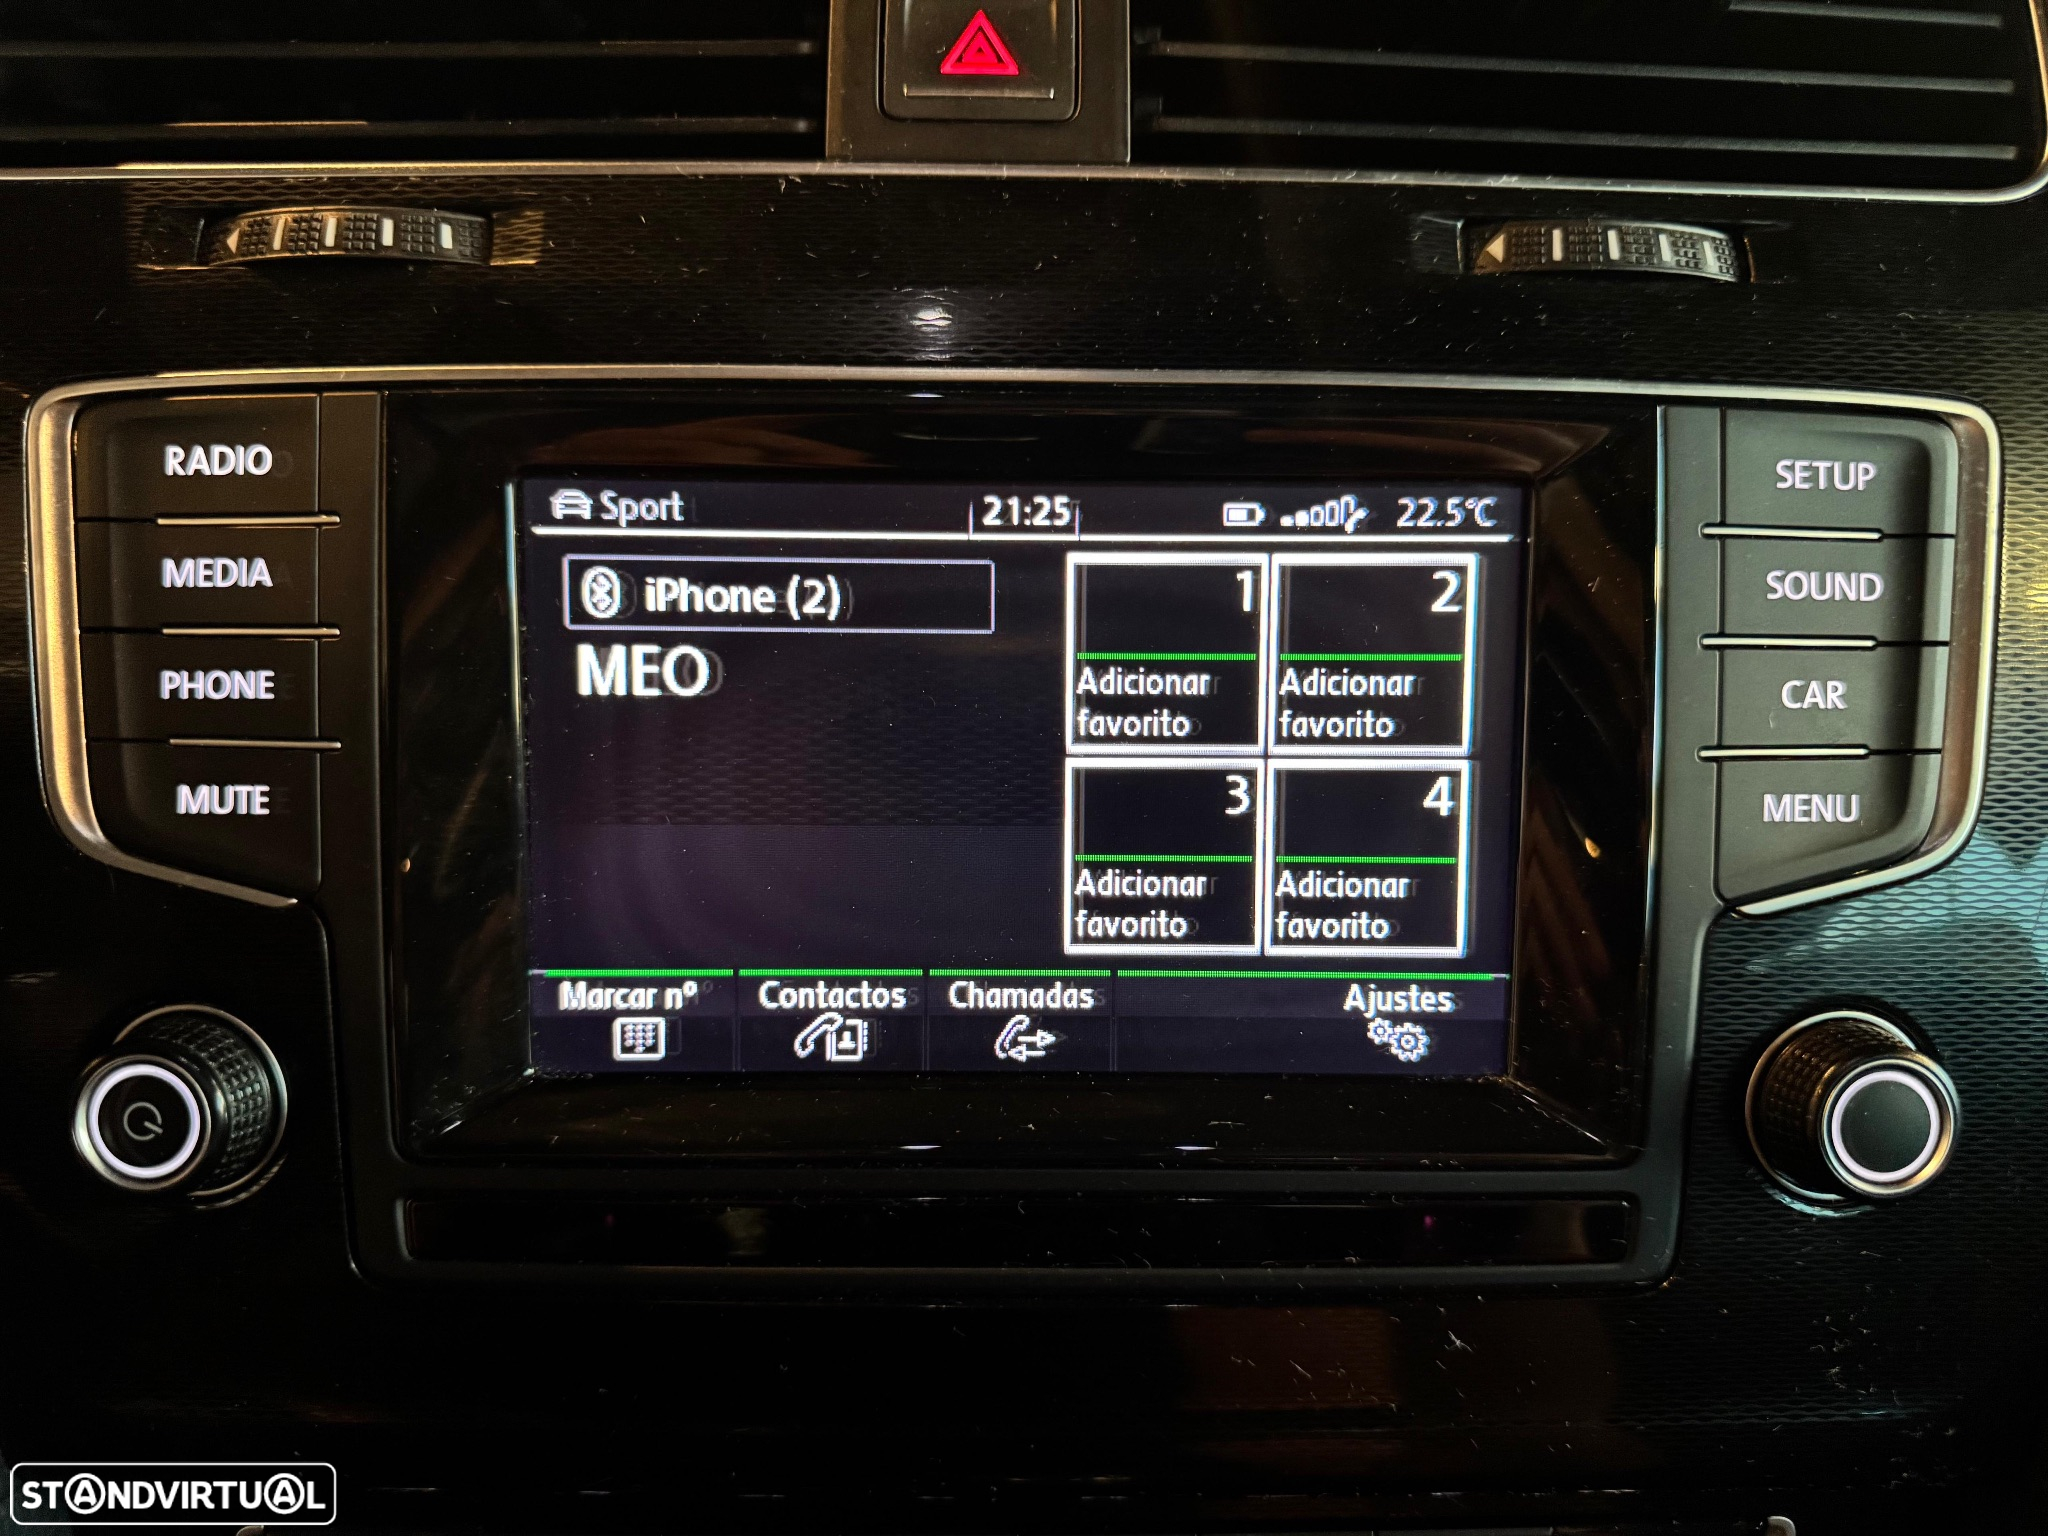 RADIO
MEDIA
PHONE
MUTE
Sport
21:25
22.5°C
iPhone (2)
MEO
1
Adicionar
favorito
2
Adicionar
favorito
3
Adicionar
favorito
4
Adicionar
favorito
Marcar nº
Contactos
Chamadas
Ajustes
SETUP
SOUND
CAR
MENU
STANDVIRTUAL